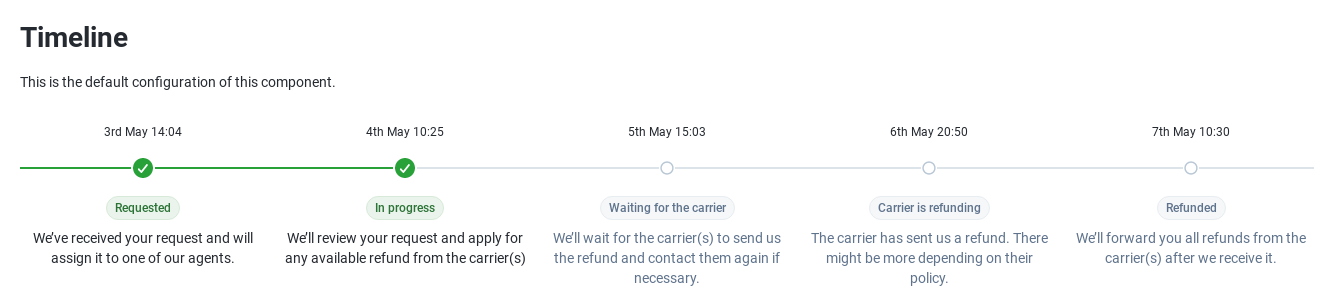 Timeline
This is the default configuration of this component.
3rd May 14:04
4th May 10:25
5th May 15:03
6th May 20:50
7th May 10:30
Requested
In progress
Waiting for the carrier
Carrier is refunding
Refunded
We’ve received your request and will
assign it to one of our agents.
We’ll review your request and apply for
any available refund from the carrier(s)
We’ll wait for the carrier(s) to send us
the refund and contact them again if
necessary.
The carrier has sent us a refund. There
might be more depending on their
policy.
We’ll forward you all refunds from the
carrier(s) after we receive it.